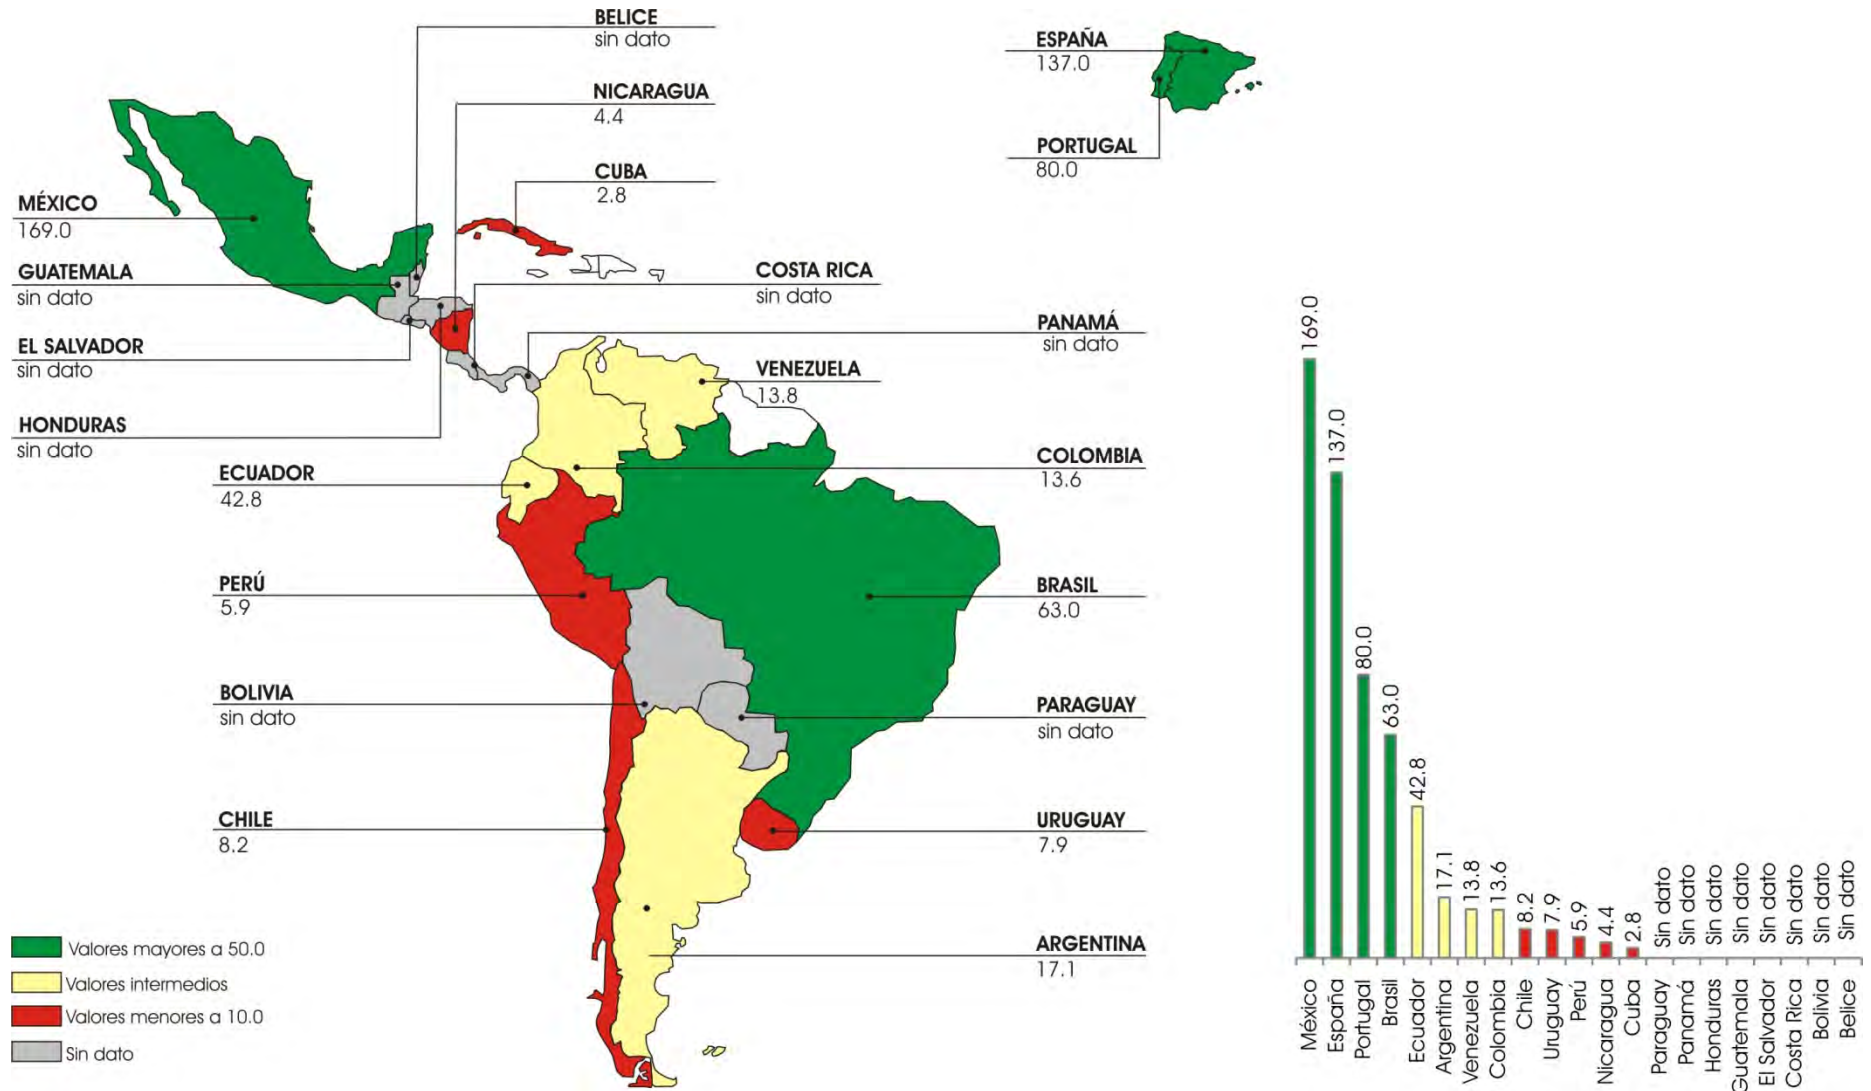 BELICE
sin dato
NICARAGUA
4.4
CUBA
2.8
MÉXICO
169.0
GUATEMALA
sin dato
EL SALVADOR
sin dato
HONDURAS
sin dato
COSTA RICA
sin dato
PANAMÁ
sin dato
VENEZUELA
13.8
COLOMBIA
13.6
ECUADOR
42.8
PERÚ
5.9
BRASIL
63.0
BOLIVIA
sin dato
PARAGUAY
sin dato
CHILE
8.2
URUGUAY
7.9
ARGENTINA
17.1
ESPAÑA
137.0
PORTUGAL
80.0
Valores mayores a 50.0
Valores intermedios
Valores menores a 10.0
Sin dato
169.0
137.0
80.0
63.0
42.8
17.1
13.8
13.6
8.2
7.9
5.9
4.4
2.8
Sin dato
Sin dato
Sin dato
Sin dato
Sin dato
Sin dato
Sin dato
Sin dato
México
España
Portugal
Brasil
Ecuador
Argentina
Venezuela
Colombia
Chile
Uruguay
Perú
Nicaragua
Cuba
Paraguay
Panamá
Honduras
Guatemala
El Salvador
Costa Rica
Bolivia
Belice